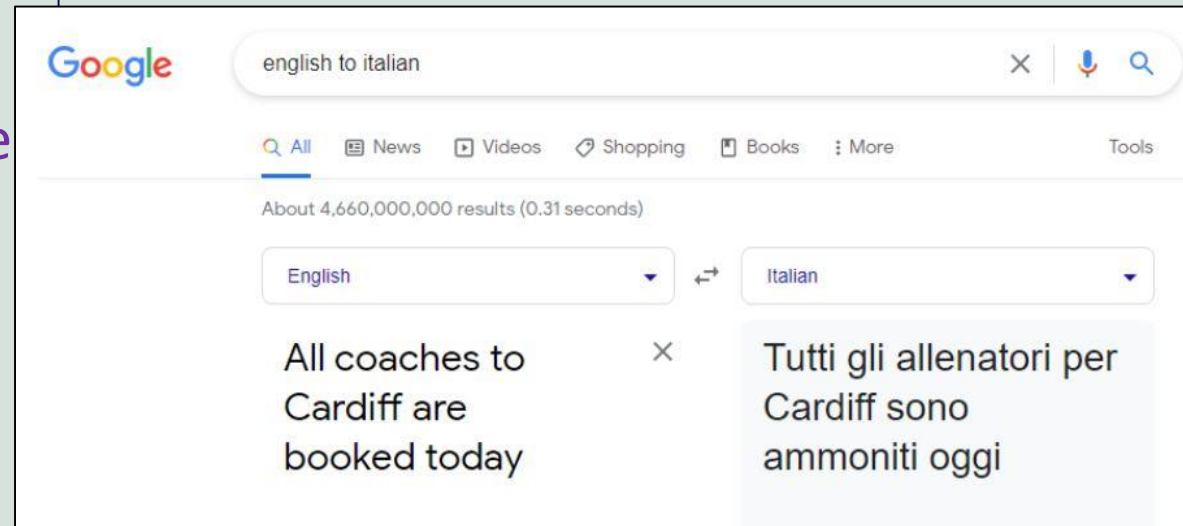 Google
english to italian
e
All News Videos Shopping Books More Tools
About 4,660,000,000 results (0.31 seconds)
English Italian
All coaches to
Cardiff are
booked today
Tutti gli allenatori per
Cardiff sono
ammoniti oggi